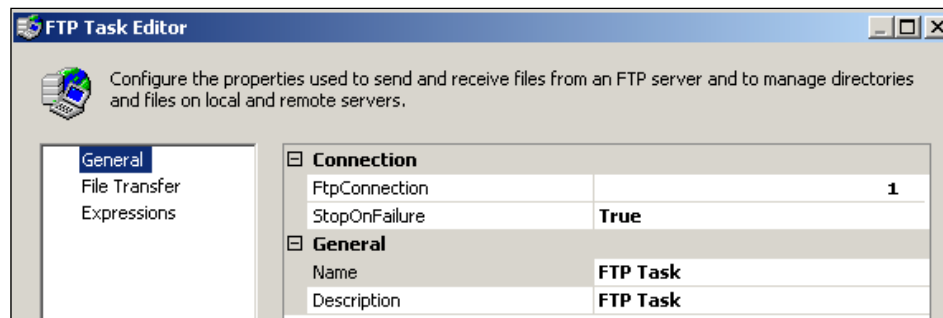 FTP Task Editor
Configure the properties used to send and receive files from an FTP server and to manage directories
and files on local and remote servers.
General
File Transfer
Expressions
Connection
FtpConnection 1
StopOnFailure True
General
Name FTP Task
Description FTP Task